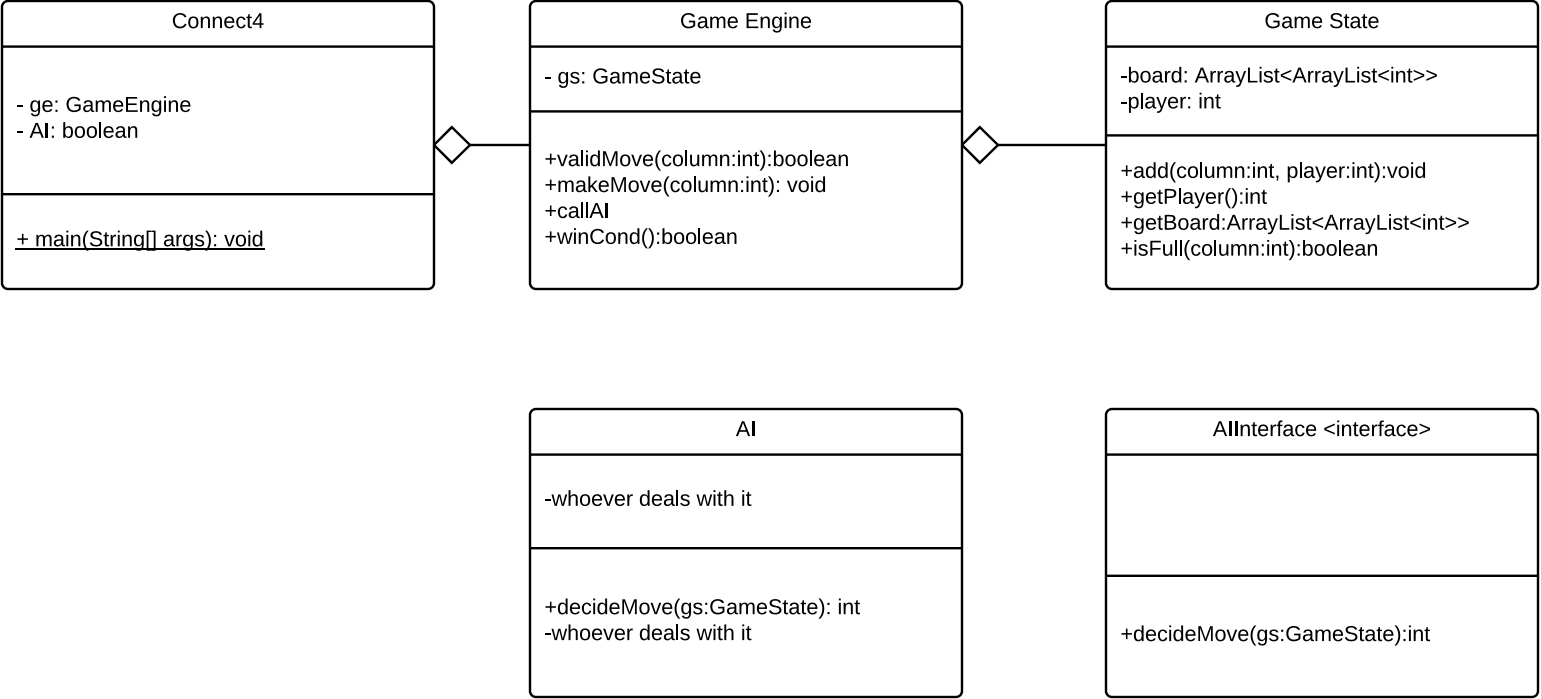 Connect4
- ge: GameEngine
- AI: boolean
+ main(String[] args): void
Game Engine
- gs: GameState
+validMove(column:int):boolean
+makeMove(column:int): void
+callAI
+winCond():boolean
Game State
-board: ArrayList<ArrayList<int>>
-player: int
+add(column:int, player:int):void
+getPlayer():int
+getBoard:ArrayList<ArrayList<int>>
+isFull(column:int):boolean
AI
-whoever deals with it
+decideMove(gs:GameState): int
-whoever deals with it
AIInterface <interface>
+decideMove(gs:GameState):int